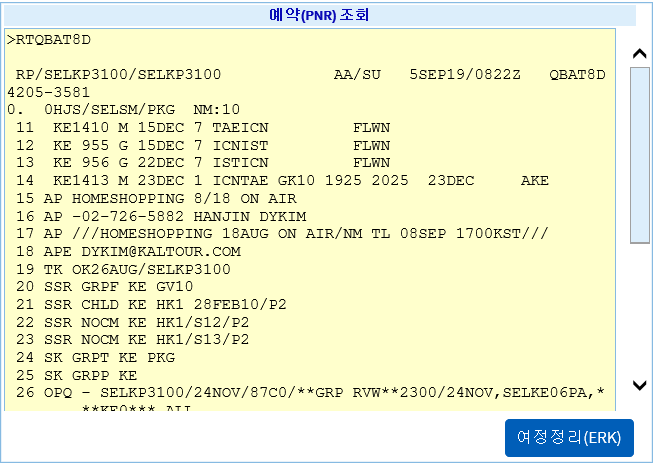 예약(PNR) 조회
>RTQBAT8D
RP/SELKP3100/SELKP3100            AA/SU   5SEP19/0822Z   QBAT8D
4205-3581
0.  0HJS/SELSM/PKG  NM:10
11  KE1410 M 15DEC 7 TAEICN         FLWN
12  KE 955 G 15DEC 7 ICNIST         FLWN
13  KE 956 G 22DEC 7 ISTICN         FLWN
14  KE1413 M 23DEC 1 ICNTAE GK10 1925 2025  23DEC     AKE
15 AP HOMESHOPPING 8/18 ON AIR
16 AP -02-726-5882 HANJIN DYKIM
17 AP ///HOMESHOPPING 18AUG ON AIR/NM TL 08SEP 1700KST///
18 APE DYKIM@KALTOUR.COM
19 TK OK26AUG/SELKP3100
20 SSR GRPF KE GV10
21 SSR CHLD KE HK1 28FEB10/P2
22 SSR NOCM KE HK1/S12/P2
23 SSR NOCM KE HK1/S13/P2
24 SK GRPT KE PKG
25 SK GRPP KE
26 OPQ - SELKP3100/24NOV/87C0/**GRP RVW**2300/24NOV,SELKE06PA,*
**KE0*** ALL
여정정리(ERK)